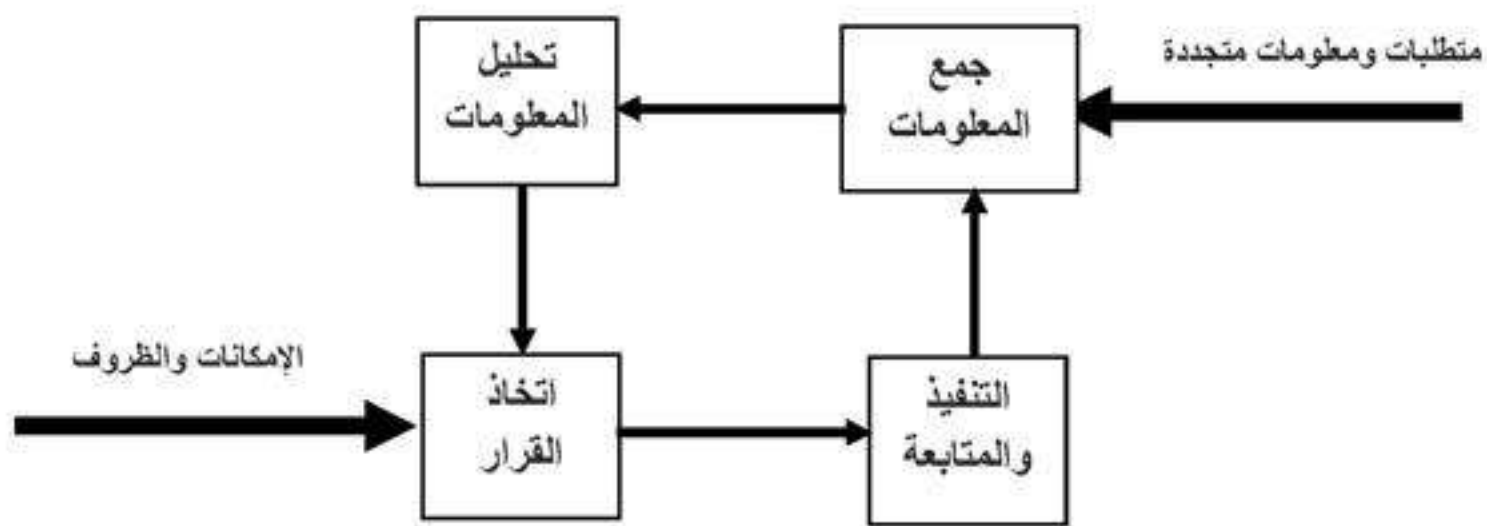 متطلبات ومعلومات متجددة
جمع
المعلومات
تحليل
المعلومات
الإمكانات والظروف
اتخاذ
القرار
التنفيذ
والمتابعة